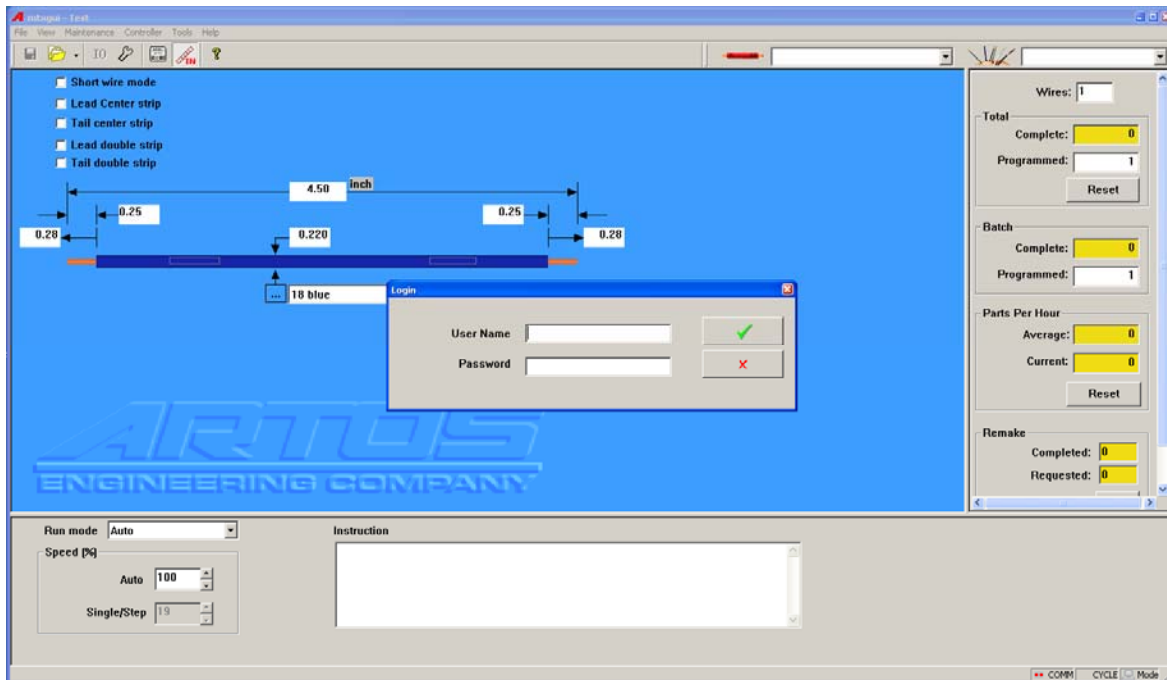 mtxgui - Test
File View Maintenance Controller Tools Help
IO IN ?
Short wire mode
Lead Center strip
Tail center strip
Lead double strip
Tail double strip
4.50 inch
0.25 0.25
0.28 0.220 0.28
... 18 blue
Login
User Name
Password
ARTOS
ENGINEERING COMPANY
Wires: 1
Total
Complete: 0
Programmed: 1
Reset
Batch
Complete: 0
Programmed: 1
Parts Per Hour
Average: 0
Current: 0
Reset
Remake
Completed: 0
Requested: 0
Run mode Auto
Speed (%)
Auto 100
Single/Step 19
Instruction
COMM CYCLE Mode